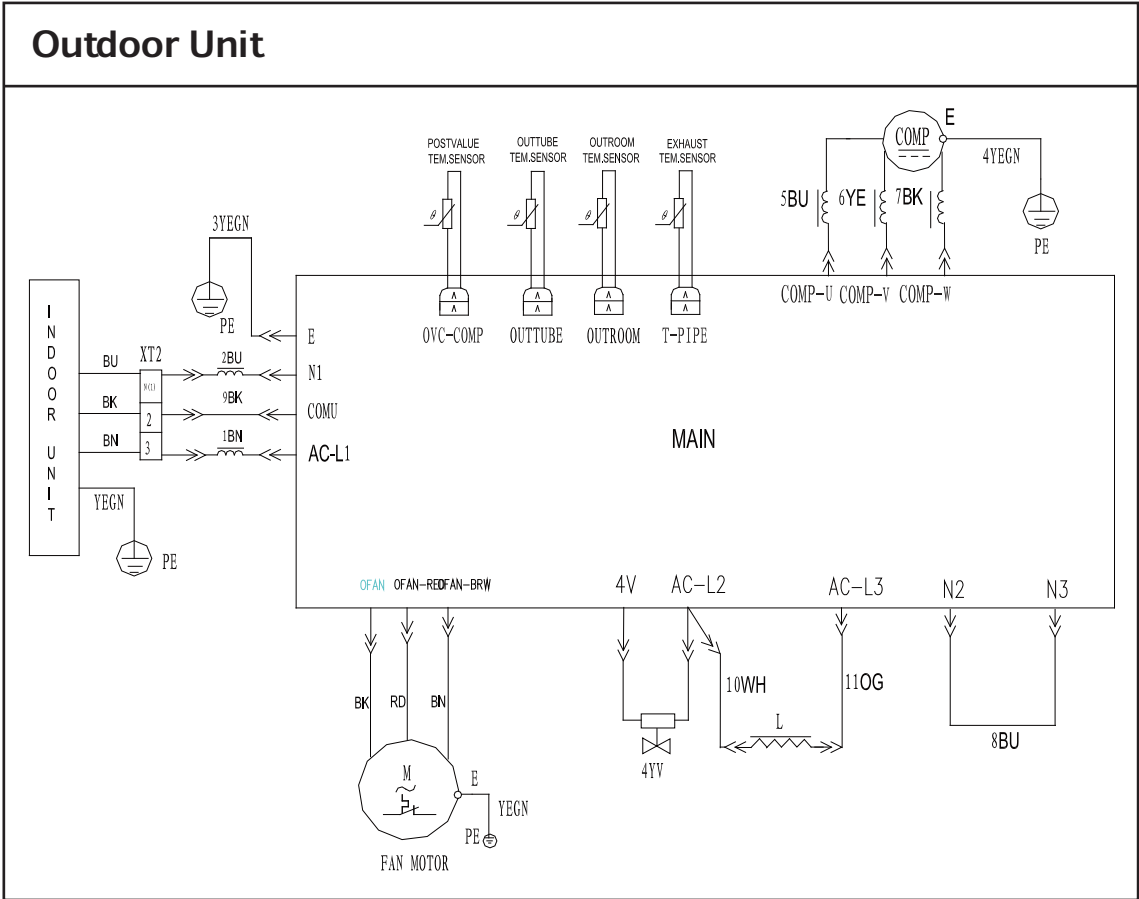 Outdoor Unit
POSTVALUE
TEM.SENSOR
OUTTUBE
TEM.SENSOR
OUTROOM
TEM.SENSOR
EXHAUST
TEM.SENSOR
θ
θ
θ
θ
OVC-COMP
OUTTUBE
OUTROOM
T-PIPE
COMP
E
4YEGN
PE
5BU
6YE
7BK
COMP-U
COMP-V
COMP-W
3YEGN
PE
INDOOR UNIT
BU
BK
BN
YEGN
PE
XT2
N(1)
2
3
2BU
9BK
1BN
E
N1
COMU
AC-L1
MAIN
OFAN
OFAN-RED
OFAN-BRW
4V
AC-L2
AC-L3
N2
N3
BK
RD
BN
M
E
YEGN
PE
FAN MOTOR
4YV
10WH
L
11OG
8BU